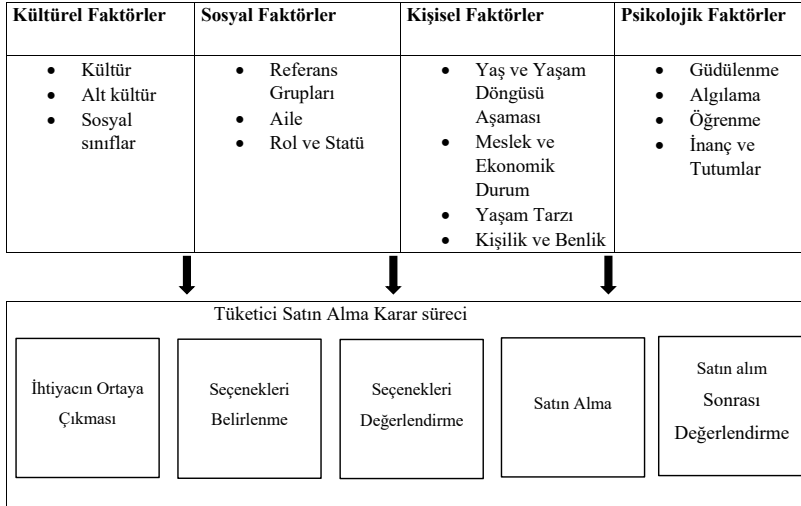 Kültürel Faktörler
Sosyal Faktörler
Kişisel Faktörler
Psikolojik Faktörler
• Kültür
• Alt kültür
• Sosyal
sınıflar
• Referans
Grupları
• Aile
• Rol ve Statü
• Yaş ve Yaşam
Döngüsü
Aşaması
• Meslek ve
Ekonomik
Durum
• Yaşam Tarzı
• Kişilik ve Benlik
• Güdülenme
• Algılama
• Öğrenme
• İnanç ve
Tutumlar
Tüketici Satın Alma Karar süreci
İhtiyacın Ortaya
Çıkması
Seçenekleri
Belirlenme
Seçenekleri
Değerlendirme
Satın Alma
Satın alım
Sonrası
Değerlendirme